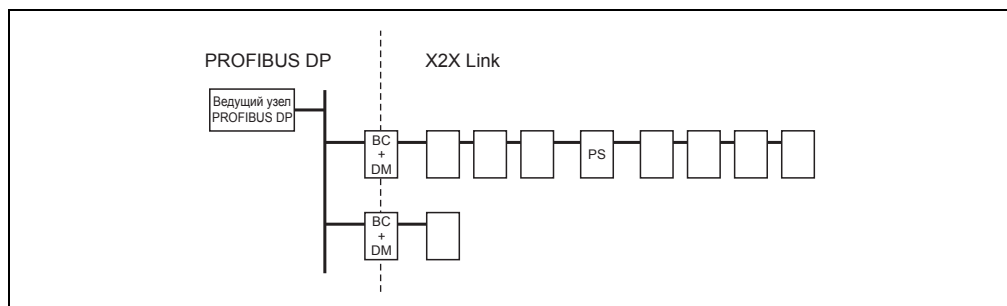 PROFIBUS DP
X2X Link
Ведущий узел
PROFIBUS DP
BC
+
DM
PS
BC
+
DM